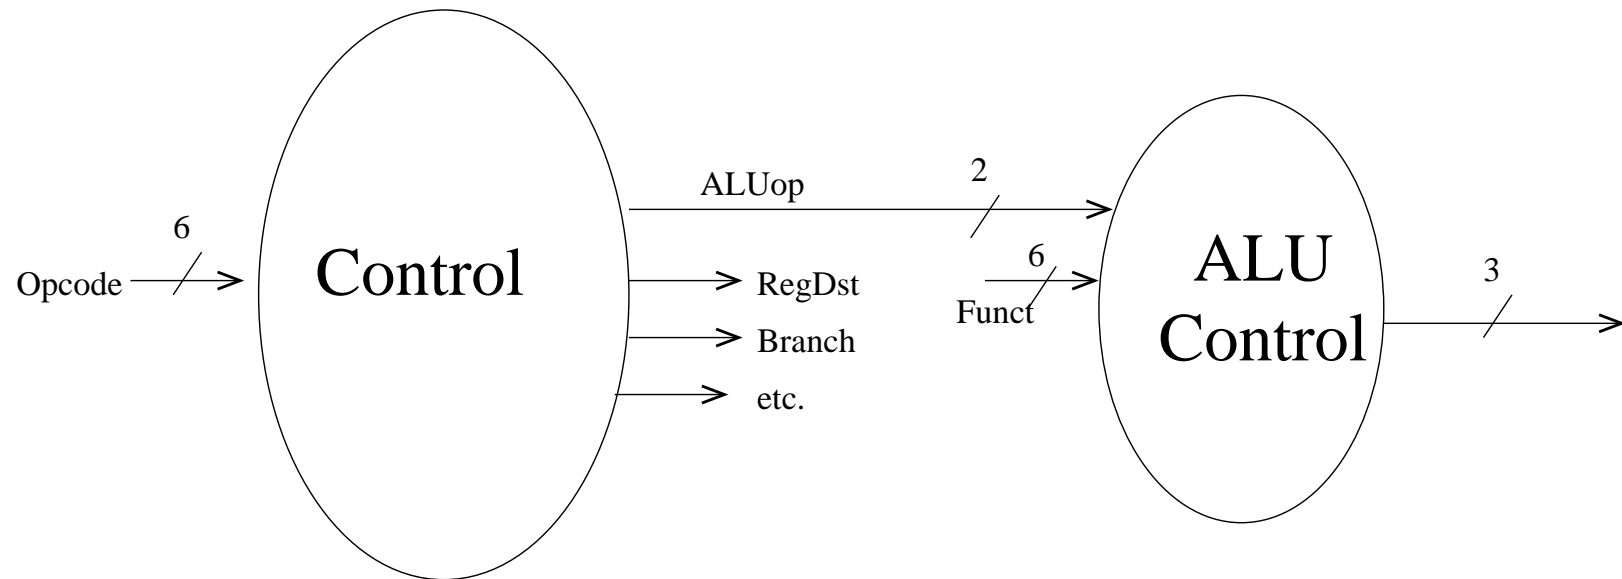 Opcode
6
Control
ALUop
2
RegDst
Branch
etc.
6
Funct
ALU
Control
3